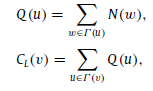 Q(u) = ∑_{w∈Γ(u)} N(w),
C_L(v) = ∑_{u∈Γ(v)} Q(u),